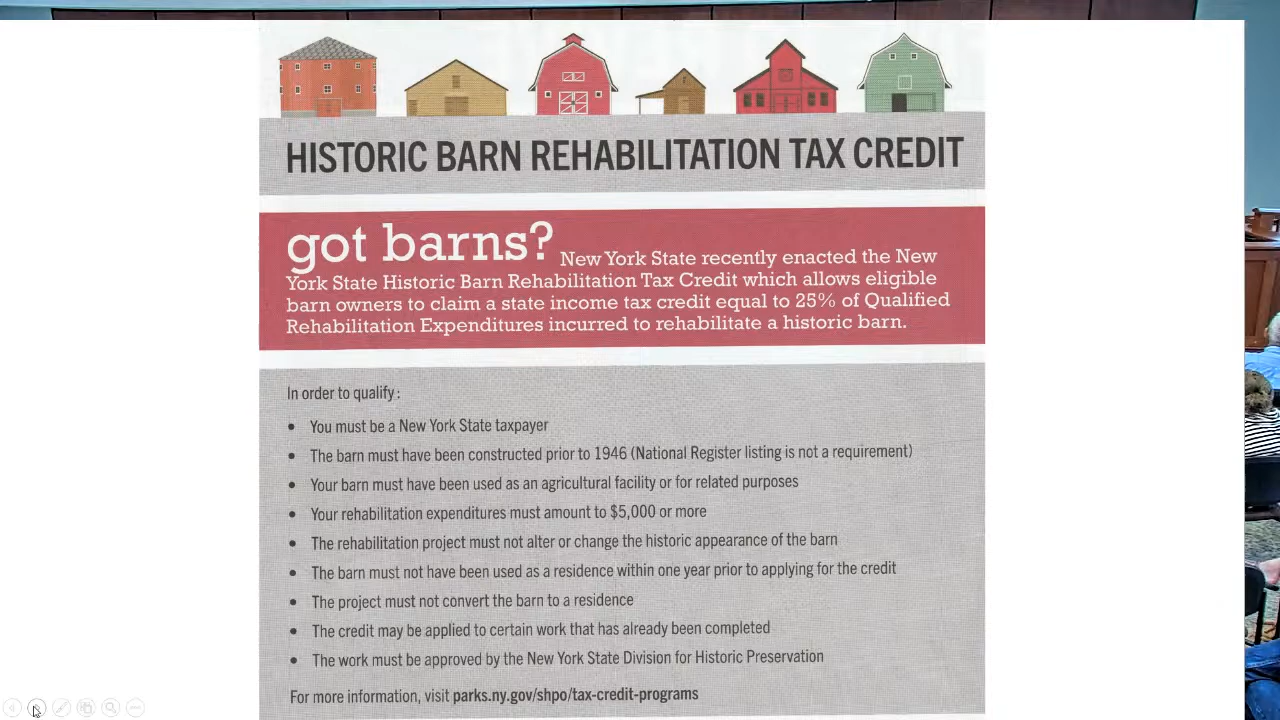 HISTORIC BARN REHABILITATION TAX CREDIT
got barns? New York State recently enacted the New
York State Historic Barn Rehabilitation Tax Credit which allows eligible
barn owners to claim a state income tax credit equal to 25% of Qualified
Rehabilitation Expenditures incurred to rehabilitate a historic barn.
In order to qualify:
• You must be a New York State taxpayer
• The barn must have been constructed prior to 1946 (National Register listing is not a requirement)
• Your barn must have been used as an agricultural facility or for related purposes
• Your rehabilitation expenditures must amount to $5,000 or more
• The rehabilitation project must not alter or change the historic appearance of the barn
• The barn must not have been used as a residence within one year prior to applying for the credit
• The project must not convert the barn to a residence
• The credit may be applied to certain work that has already been completed
• The work must be approved by the New York State Division for Historic Preservation
For more information, visit parks.ny.gov/shpo/tax-credit-programs